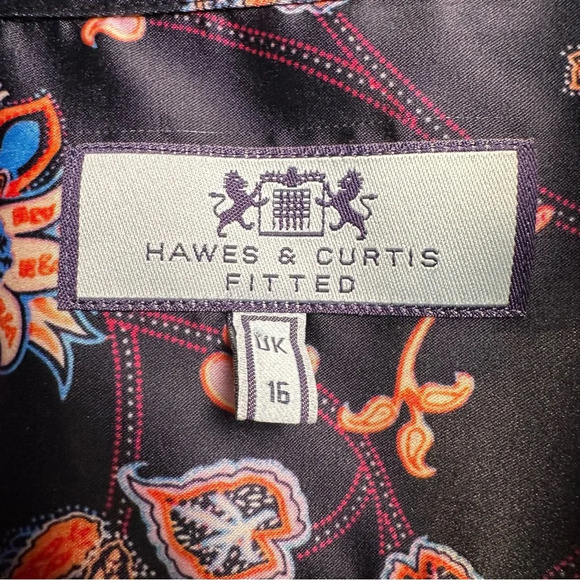 HAWES & CURTIS
FITTED
UK
16